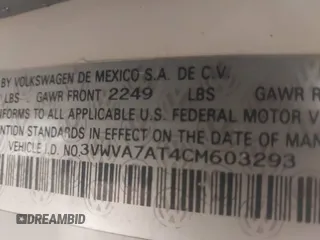 BY VOLKSWAGEN DE MEXICO S.A. DE C.V.
LBS GAWR FRONT 2249 LBS GAWR R
FORMS TO ALL APPLICABLE U.S. FEDERAL MOTOR V
ENTION STANDARDS IN EFFECT ON THE DATE OF MAN
VEHICLE I.D. NO. 3VWVA7AT4CM603293
DREAMBID